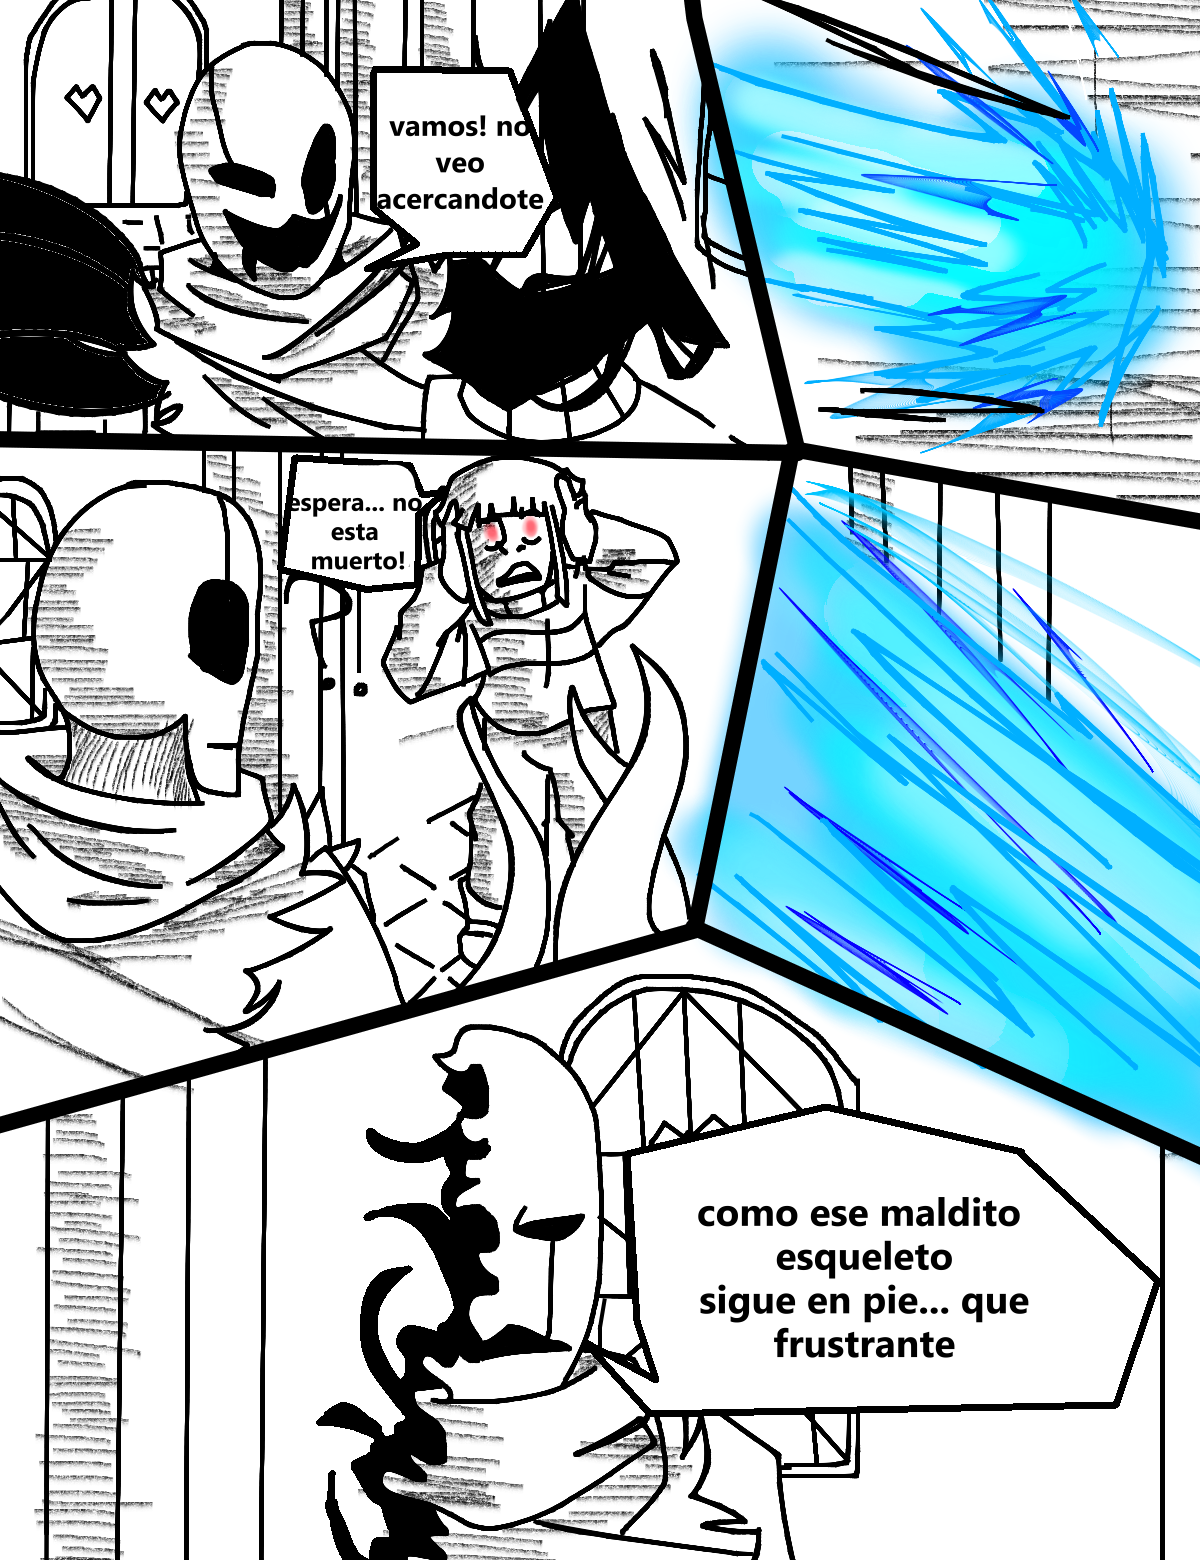 vamos! no
veo
acercandote
espera... no
esta
muerto!
como ese maldito
esqueleto
sigue en pie... que
frustrante